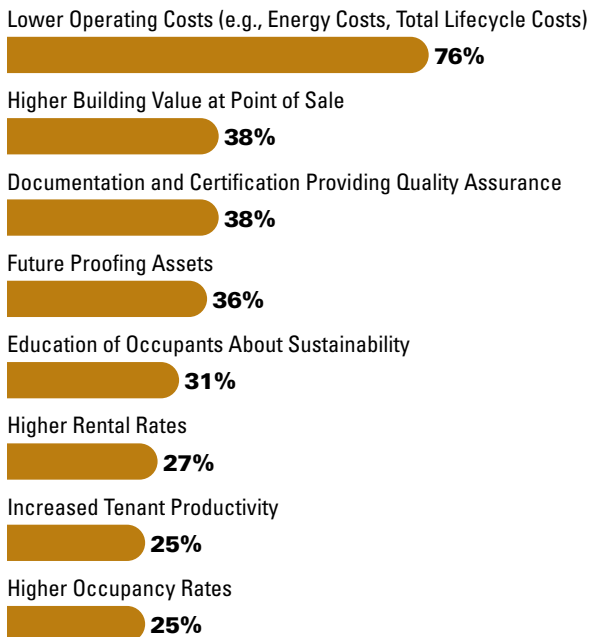 Lower Operating Costs (e.g., Energy Costs, Total Lifecycle Costs)
76%
Higher Building Value at Point of Sale
38%
Documentation and Certification Providing Quality Assurance
38%
Future Proofing Assets
36%
Education of Occupants About Sustainability
31%
Higher Rental Rates
27%
Increased Tenant Productivity
25%
Higher Occupancy Rates
25%